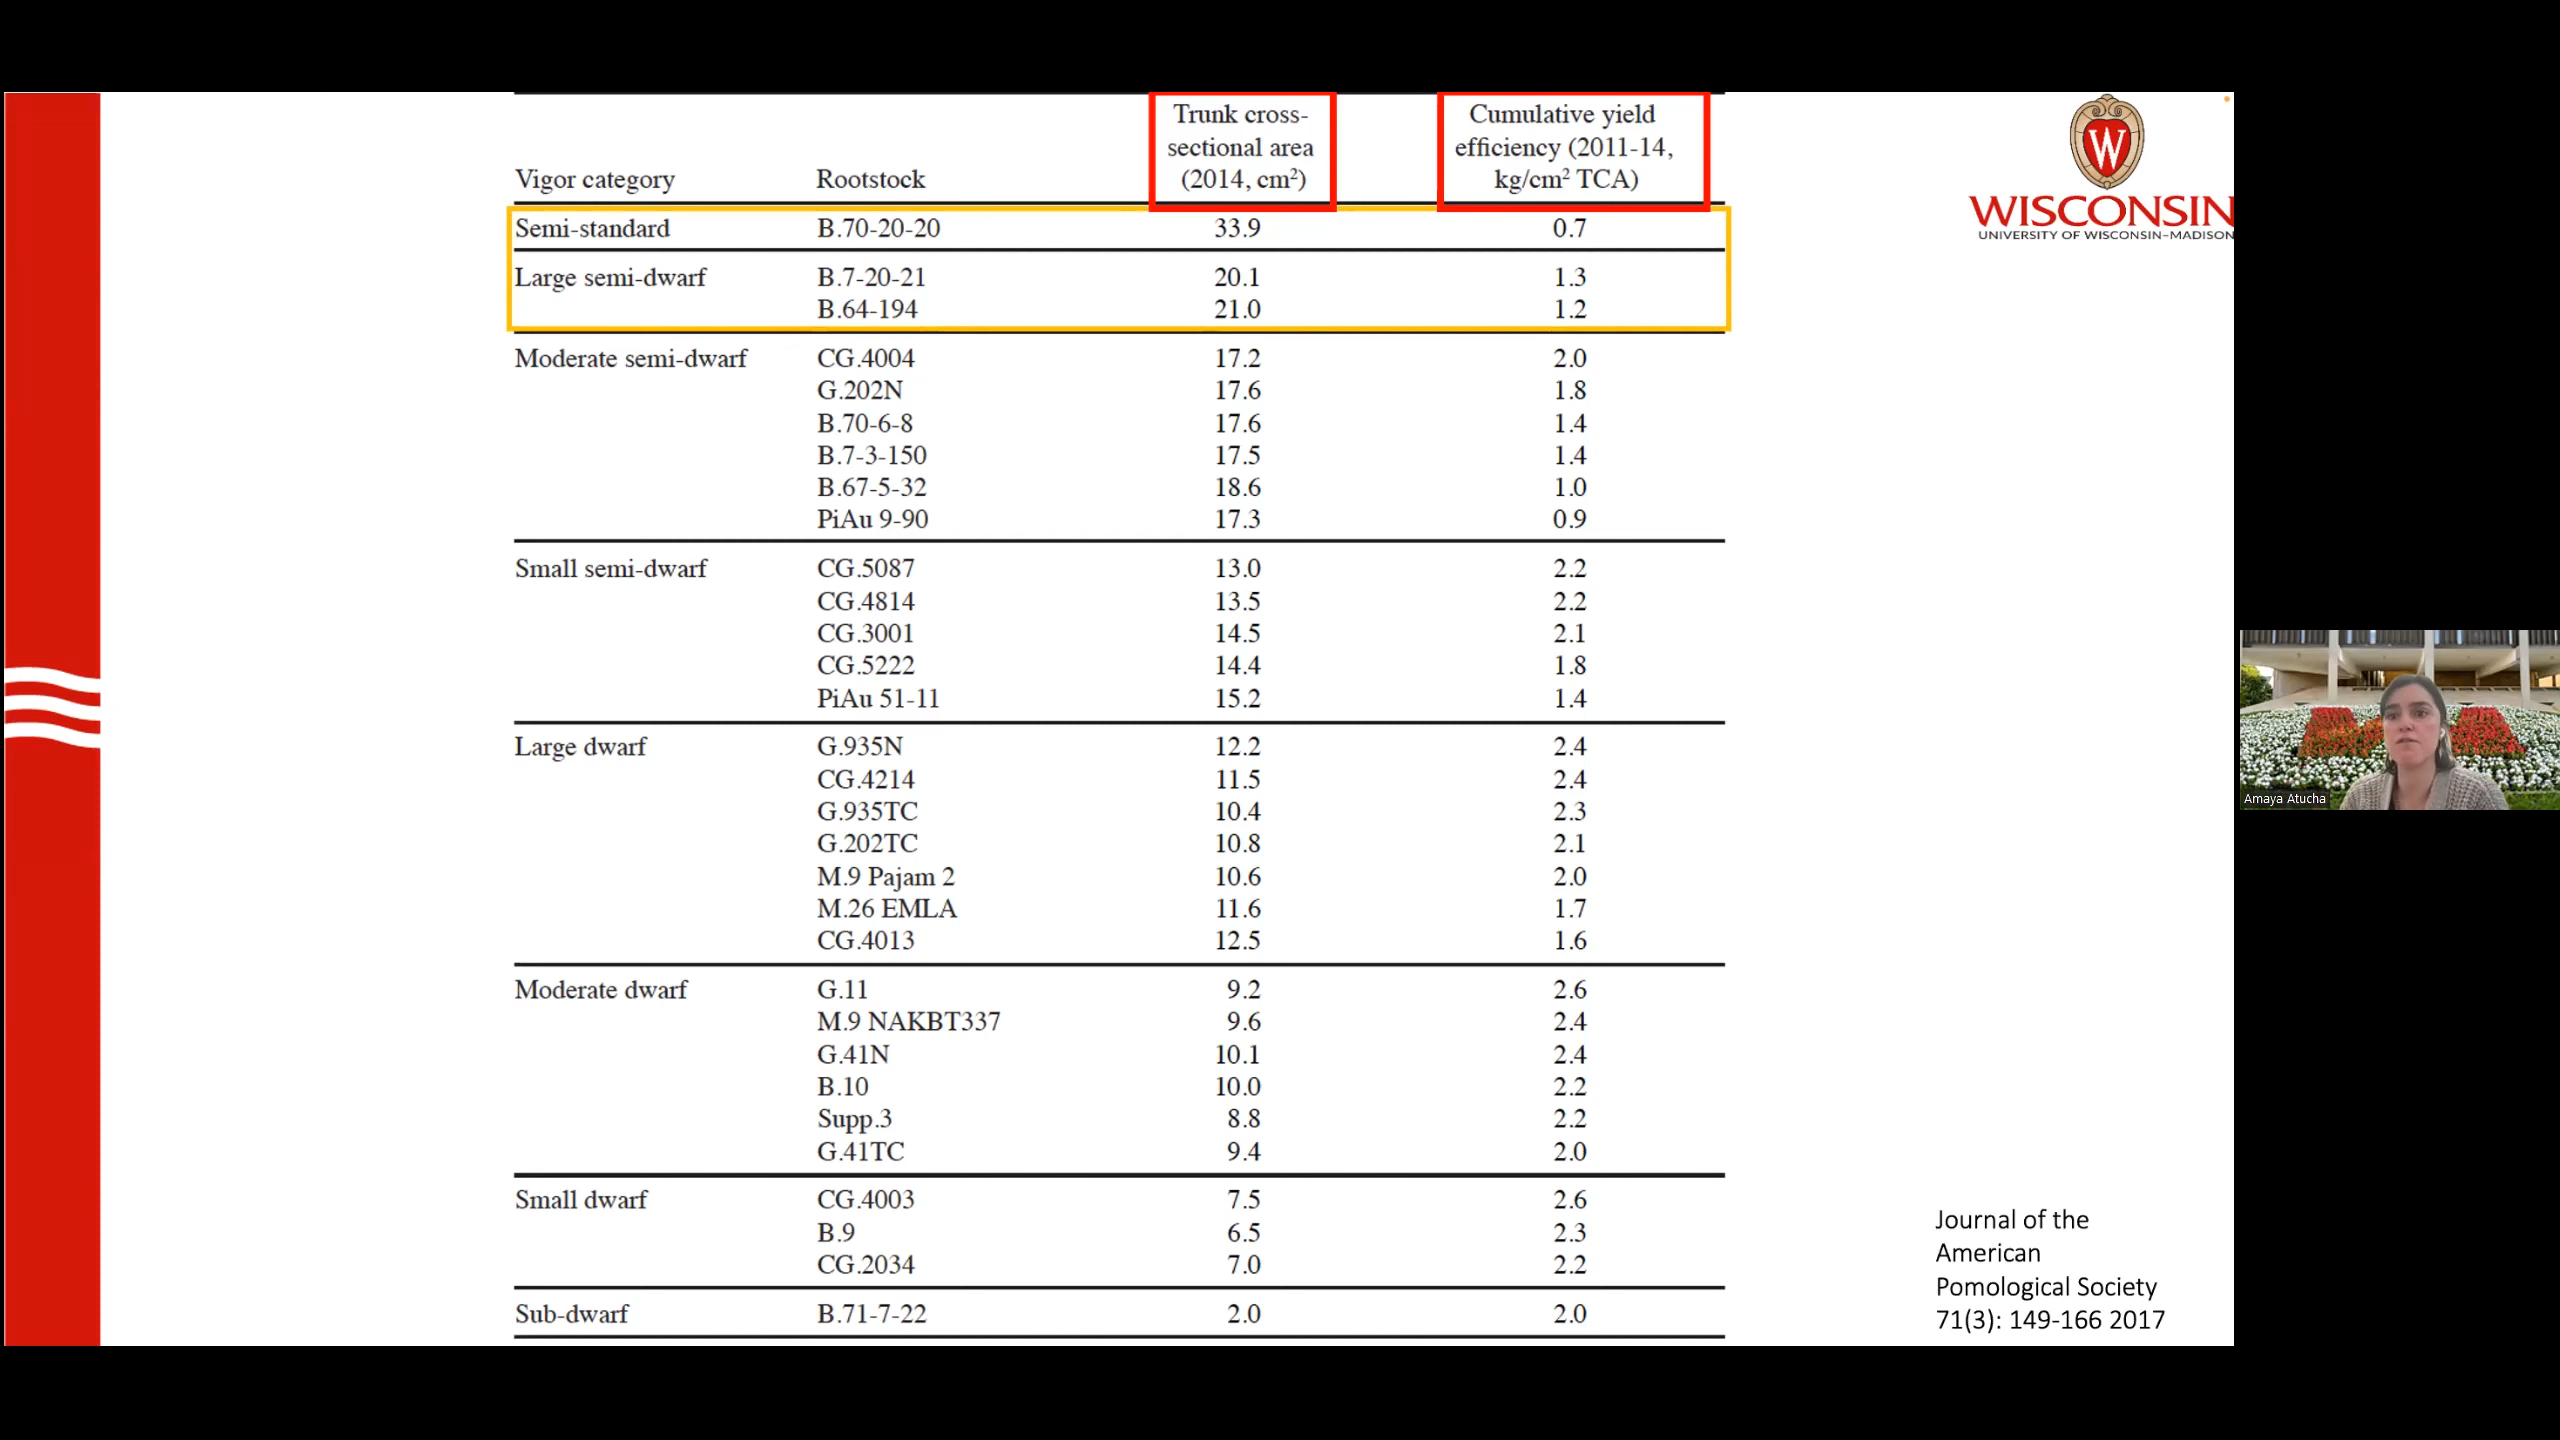 Vigor category Rootstock Trunk cross-sectional area (2014, cm²) Cumulative yield efficiency (2011-14, kg/cm² TCA)
Semi-standard B.70-20-20 33.9 0.7
Large semi-dwarf B.7-20-21 20.1 1.3
B.64-194 21.0 1.2
Moderate semi-dwarf CG.4004 17.2 2.0
G.202N 17.6 1.8
B.70-6-8 17.6 1.4
B.7-3-150 17.5 1.4
B.67-5-32 18.6 1.0
PiAu 9-90 17.3 0.9
Small semi-dwarf CG.5087 13.0 2.2
CG.4814 13.5 2.2
CG.3001 14.5 2.1
CG.5222 14.4 1.8
PiAu 51-11 15.2 1.4
Large dwarf G.935N 12.2 2.4
CG.4214 11.5 2.4
G.935TC 10.4 2.3
G.202TC 10.8 2.1
M.9 Pajam 2 10.6 2.0
M.26 EMLA 11.6 1.7
CG.4013 12.5 1.6
Moderate dwarf G.11 9.2 2.6
M.9 NAKBT337 9.6 2.4
G.41N 10.1 2.4
B.10 10.0 2.2
Supp.3 8.8 2.2
G.41TC 9.4 2.0
Small dwarf CG.4003 7.5 2.6
B.9 6.5 2.3
CG.2034 7.0 2.2
Sub-dwarf B.71-7-22 2.0 2.0
W
WISCONSIN
UNIVERSITY OF WISCONSIN–MADISON
Journal of the
American
Pomological Society
71(3): 149-166 2017
Amaya Atucha